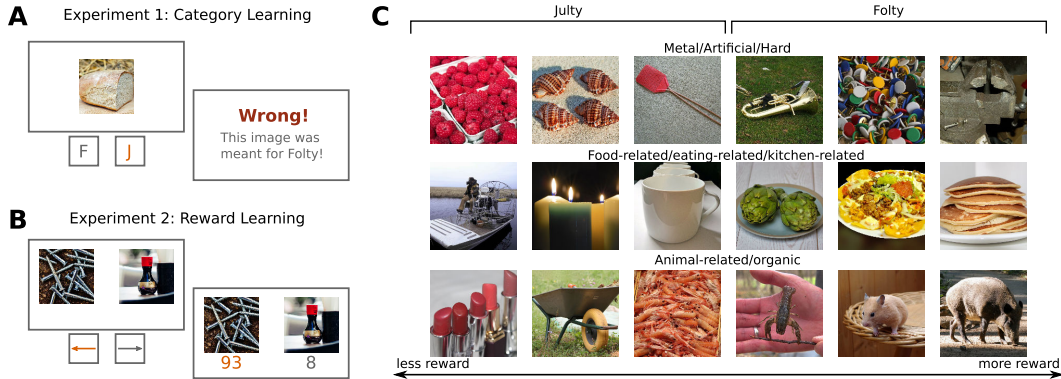 A
Experiment 1: Category Learning
F
J
Wrong!
This image was
meant for Folty!
B
Experiment 2: Reward Learning
93
8
C
Julty
Folty
Metal/Artificial/Hard
Food-related/eating-related/kitchen-related
Animal-related/organic
less reward
more reward